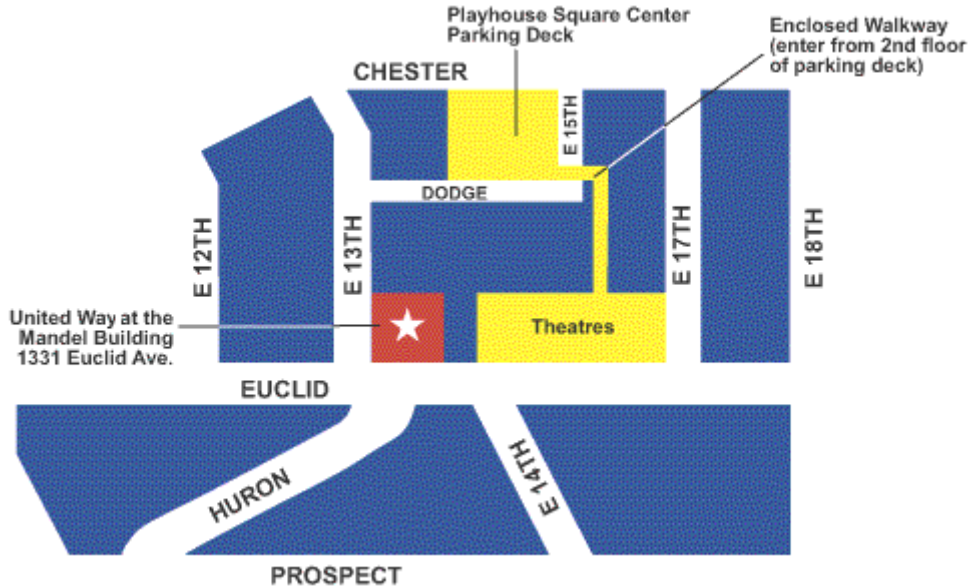 Playhouse Square Center
Parking Deck
Enclosed Walkway
(enter from 2nd floor
of parking deck)
CHESTER
E 15TH
DODGE
E 12TH
E 13TH
E 17TH
E 18TH
United Way at the
Mandel Building
1331 Euclid Ave.
Theatres
EUCLID
HURON
E 14TH
PROSPECT